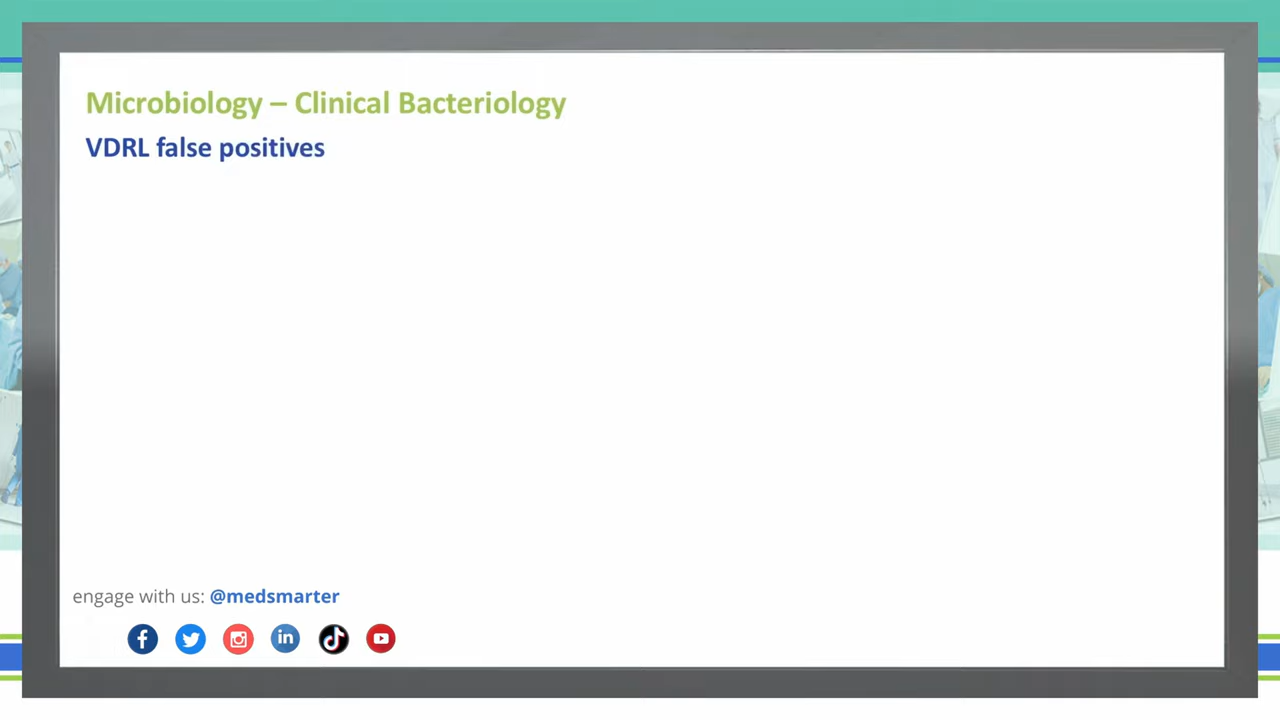 Microbiology – Clinical Bacteriology
VDRL false positives
engage with us: @medsmarter